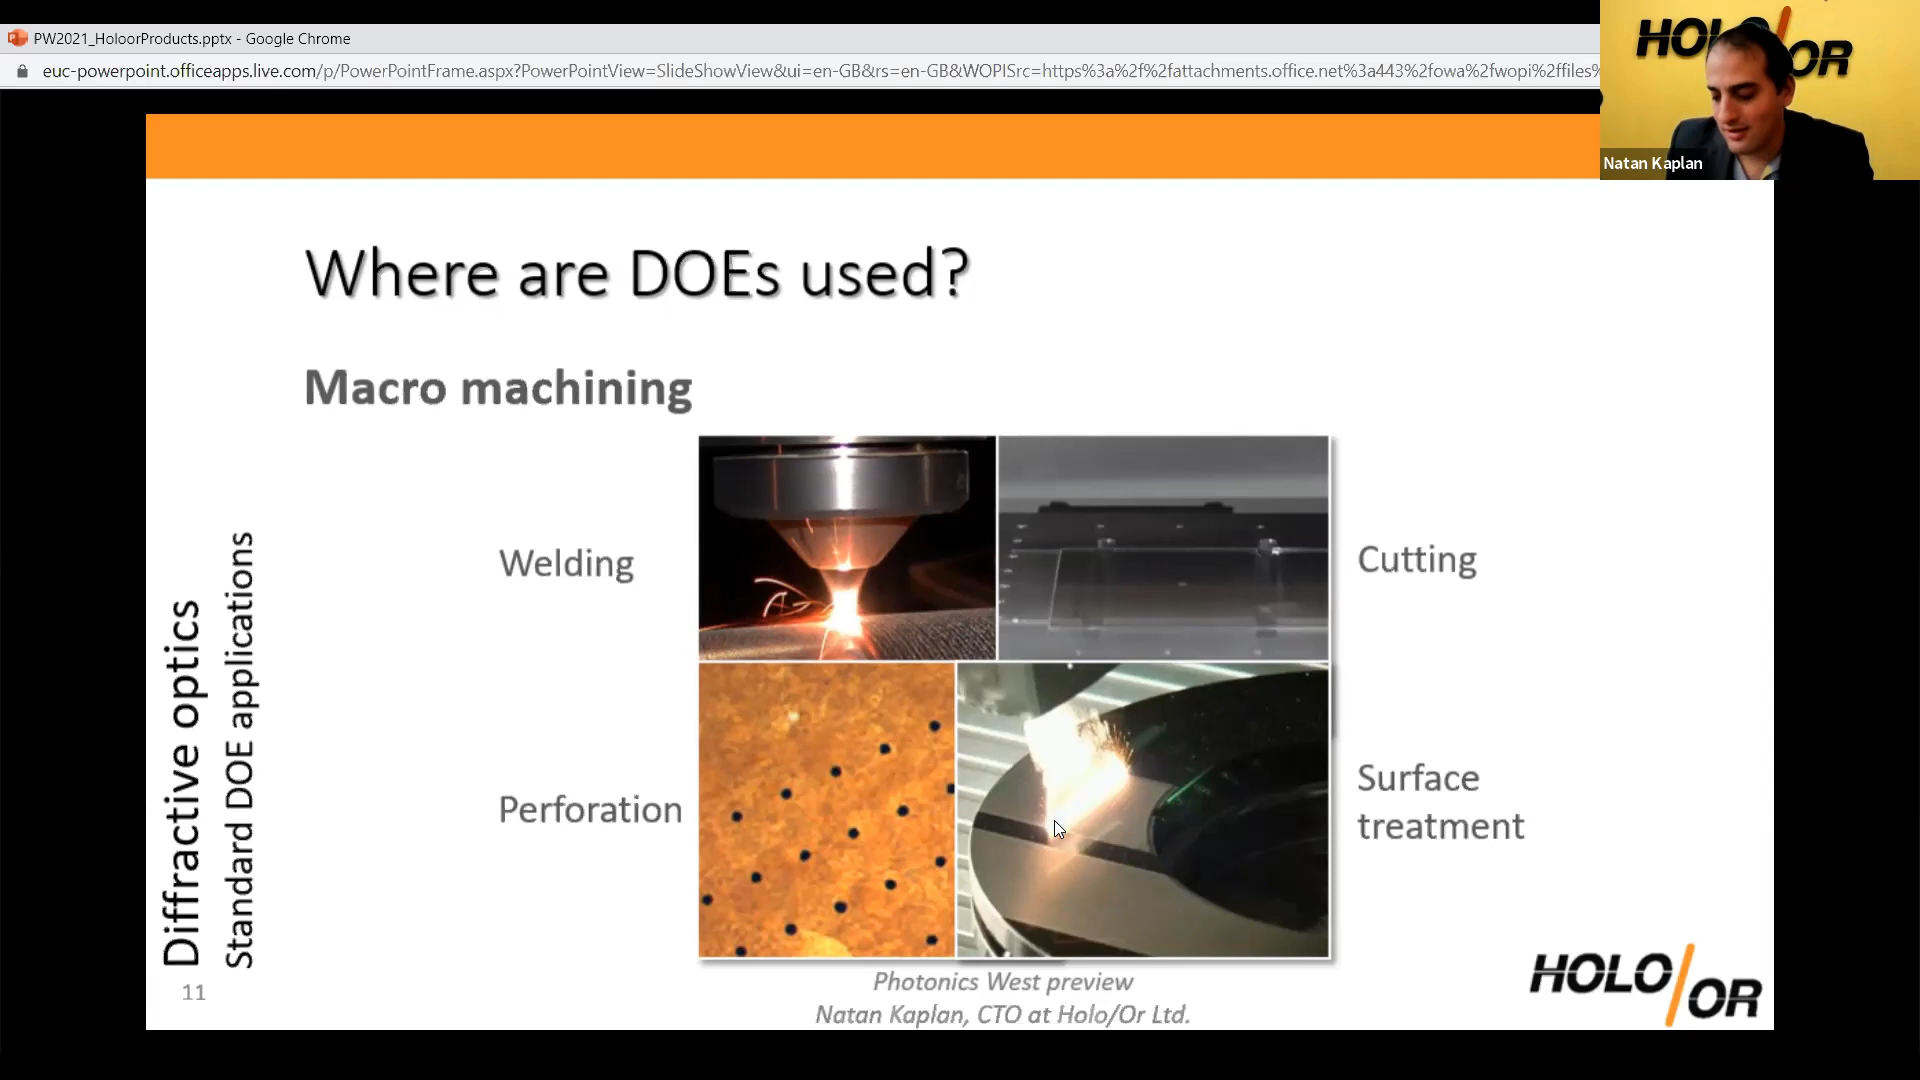 PW2021_HoloorProducts.pptx - Google Chrome
euc-powerpoint.officeapps.live.com/p/PowerPointFrame.aspx?PowerPointView=SlideShowView&ui=en-GB&rs=en-GB&WOPISrc=https%3a%2f%2fattachments.office.net%3a443%2fowa%2fwopi%2ffiles%
HOLO/OR
Natan Kaplan
Where are DOEs used?
Macro machining
Welding
Cutting
Perforation
Surface
treatment
Diffractive optics
Standard DOE applications
11
Photonics West preview
Natan Kaplan, CTO at Holo/Or Ltd.
HOLO/OR